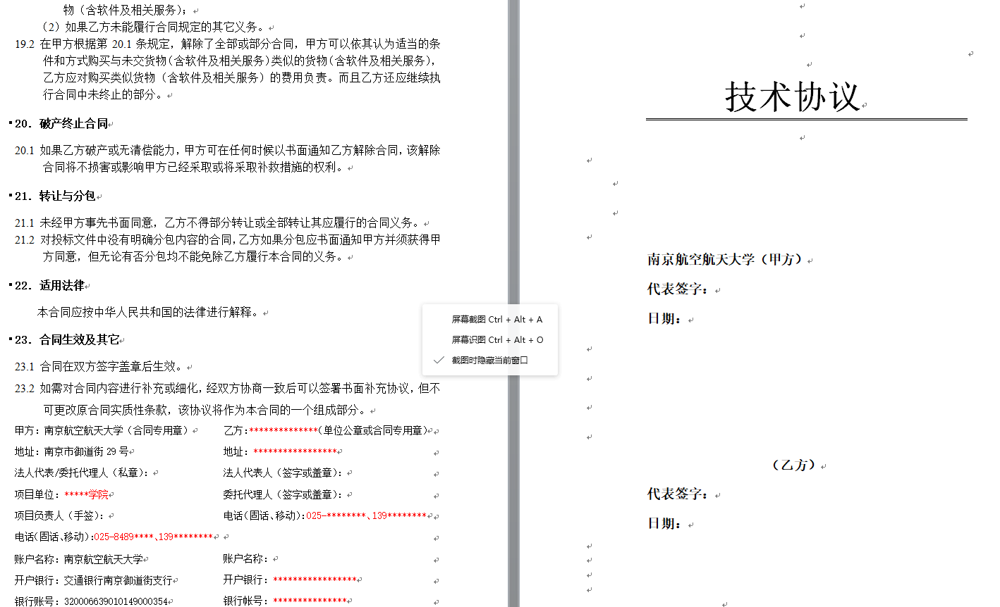 物（含软件及相关服务）；
（2）如果乙方未能履行合同规定的其它义务。
19.2 在甲方根据第 20.1 条规定，解除了全部或部分合同，甲方可以依其认为适当的条
件和方式购买与未交货物（含软件及相关服务）类似的货物（含软件及相关服务），
乙方应对购买类似货物（含软件及相关服务）的费用负责。而且乙方还应继续执
行合同中未终止的部分。
20. 破产终止合同
20.1 如果乙方破产或无清偿能力，甲方可在任何时候以书面通知乙方解除合同，该解除
合同将不损害或影响甲方已经采取或将采取补救措施的权利。
21. 转让与分包
21.1 未经甲方事先书面同意，乙方不得部分转让或全部转让其应履行的合同义务。
21.2 对投标文件中没有明确分包内容的合同，乙方如果分包应书面通知甲方并须获得甲
方同意，但无论有否分包均不能免除乙方履行本合同的义务。
22. 适用法律
本合同应按中华人民共和国的法律进行解释。
23. 合同生效及其它
23.1 合同在双方签字盖章后生效。
23.2 如需对合同内容进行补充或细化，经双方协商一致后可以签署书面补充协议，但不
可更改原合同实质性条款，该协议将作为本合同的一个组成部分。
甲方：南京航空航天大学（合同专用章） 乙方：**************（单位公章或合同专用章）
地址：南京市御道街 29 号 地址：*****************
法人代表/委托代理人（私章）： 法人代表人（签字或盖章）：
项目单位：*****学院 委托代理人（签字或盖章）：
项目负责人（手签）： 电话（固话、移动）：025-********、139********
电话（固话、移动）：025-8489****、139********
账户名称：南京航空航天大学 账户名称：
开户银行：交通银行南京御道街支行 开户银行：*****************
银行账号：320006639010149000354 银行帐号：***************
屏幕截图 Ctrl + Alt + A
屏幕识图 Ctrl + Alt + O
截图时隐藏当前窗口
技术协议
南京航空航天大学（甲方）
代表签字：
日期：
（乙方）
代表签字：
日期：